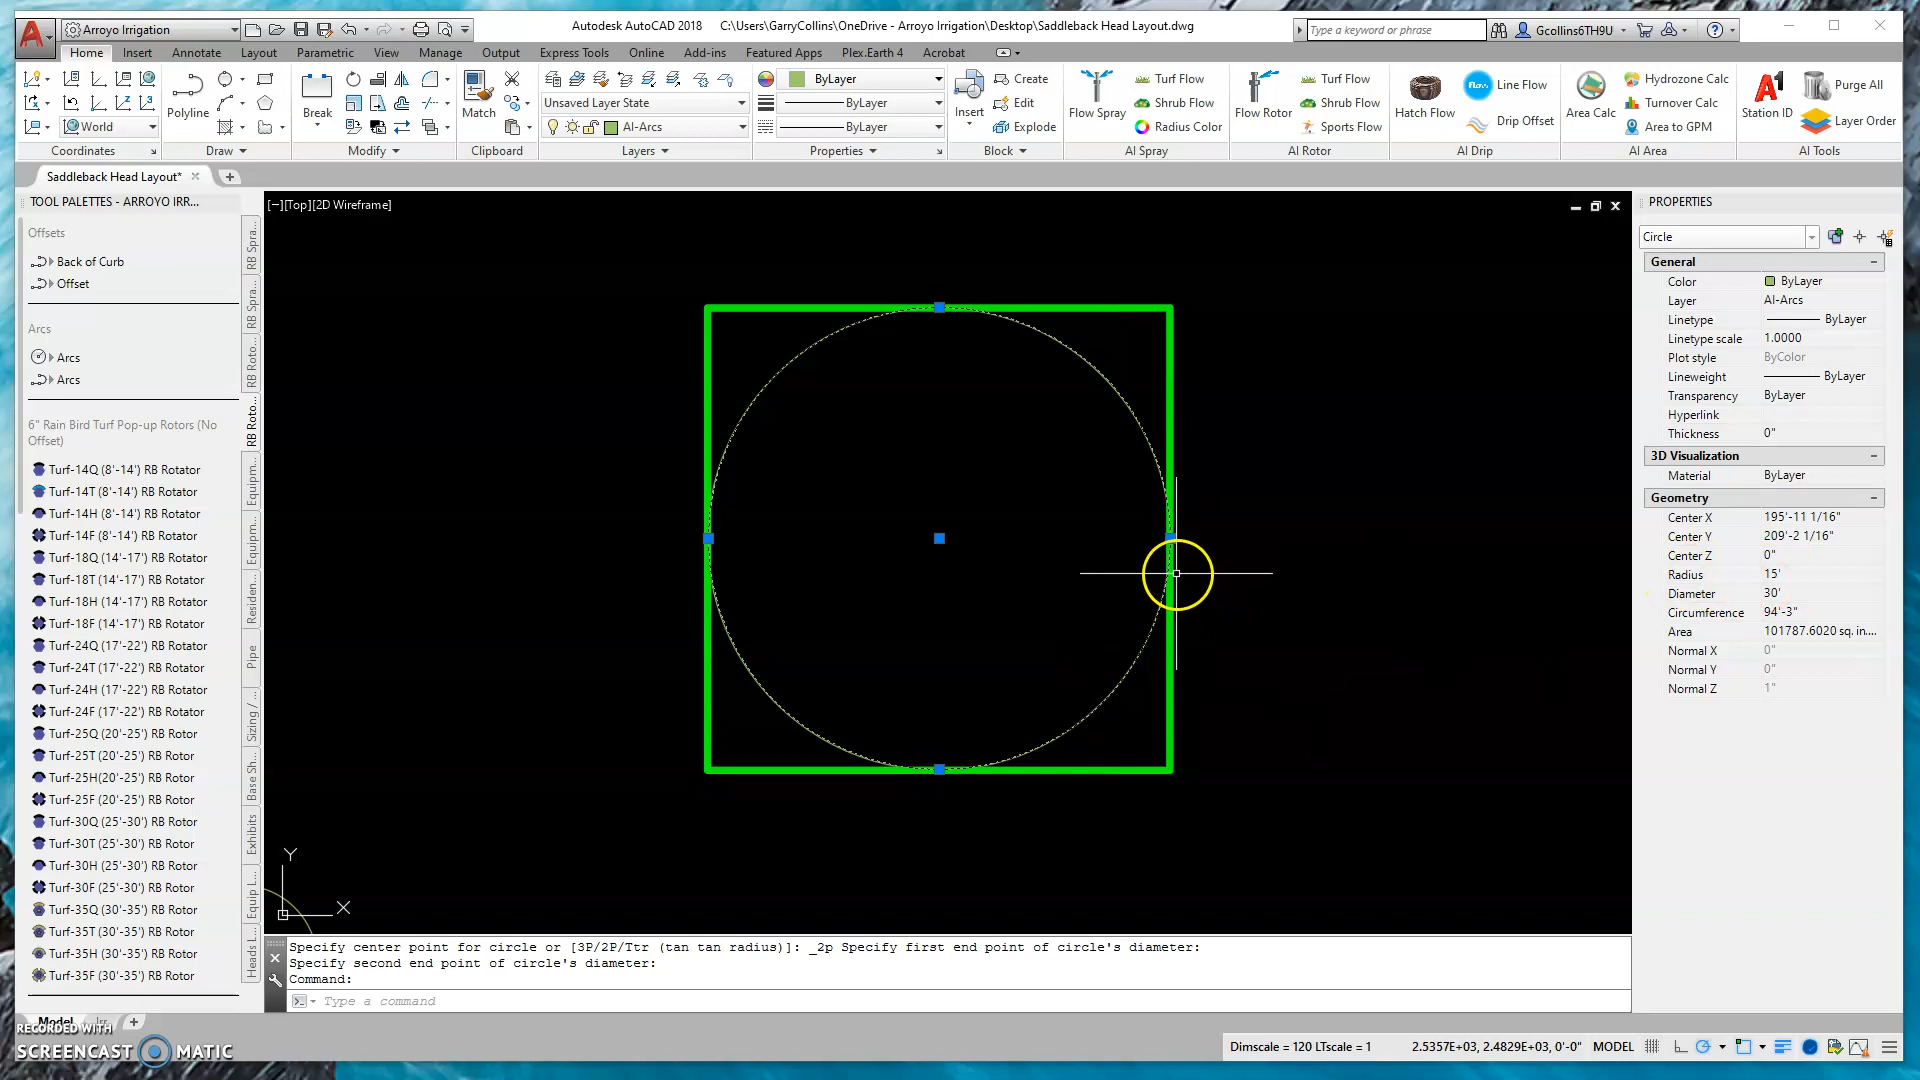 Arroyo Irrigation
Autodesk AutoCAD 2018 C:\Users\GarryCollins\OneDrive - Arroyo Irrigation\Desktop\Saddleback Head Layout.dwg
Type a keyword or phrase
Gcollins6TH9U
Home Insert Annotate Layout Parametric View Manage Output Express Tools Online Add-ins Featured Apps Plex.Earth 4 Acrobat
World
Coordinates
Polyline
Draw
Break
Modify
Match
Clipboard
Unsaved Layer State
AI-Arcs
Layers
ByLayer
ByLayer
ByLayer
Properties
Insert
Create
Edit
Explode
Block
Flow Spray
Turf Flow
Shrub Flow
Radius Color
AI Spray
Flow Rotor
Turf Flow
Shrub Flow
Sports Flow
AI Rotor
Hatch Flow
Flow
Line Flow
Drip Offset
AI Drip
Area Calc
Hydrozone Calc
Turnover Calc
Area to GPM
AI Area
Station ID
Purge All
Layer Order
AI Tools
Saddleback Head Layout*
TOOL PALETTES - ARROYO IRR...
Offsets
Back of Curb
Offset
Arcs
Arcs
Arcs
6" Rain Bird Turf Pop-up Rotors (No
Offset)
Turf-14Q (8'-14') RB Rotator
Turf-14T (8'-14') RB Rotator
Turf-14H (8'-14') RB Rotator
Turf-14F (8'-14') RB Rotator
Turf-18Q (14'-17') RB Rotator
Turf-18T (14'-17') RB Rotator
Turf-18H (14'-17') RB Rotator
Turf-18F (14'-17') RB Rotator
Turf-24Q (17'-22') RB Rotator
Turf-24T (17'-22') RB Rotator
Turf-24H (17'-22') RB Rotator
Turf-24F (17'-22') RB Rotator
Turf-25Q (20'-25') RB Rotor
Turf-25T (20'-25') RB Rotor
Turf-25H(20'-25') RB Rotor
Turf-25F (20'-25') RB Rotor
Turf-30Q (25'-30') RB Rotor
Turf-30T (25'-30') RB Rotor
Turf-30H (25'-30') RB Rotor
Turf-30F (25'-30') RB Rotor
Turf-35Q (30'-35') RB Rotor
Turf-35T (30'-35') RB Rotor
Turf-35H (30'-35') RB Rotor
Turf-35F (30'-35') RB Rotor
RB Spra...
RB Spra...
RB Roto...
RB Roto...
Equipm...
Equipm...
Residen...
Pipe
Sizing / ...
Base Sh...
Exhibits
Equip L...
Heads L...
[−][Top][2D Wireframe]
Y
X
PROPERTIES
Circle
General
Color ByLayer
Layer AI-Arcs
Linetype ByLayer
Linetype scale 1.0000
Plot style ByColor
Lineweight ByLayer
Transparency ByLayer
Hyperlink
Thickness 0"
3D Visualization
Material ByLayer
Geometry
Center X 195'-11 1/16"
Center Y 209'-2 1/16"
Center Z 0"
Radius 15'
Diameter 30'
Circumference 94'-3"
Area 101787.6020 sq. in....
Normal X 0"
Normal Y 0"
Normal Z 1"
Specify center point for circle or [3P/2P/Ttr (tan tan radius)]: _2p Specify first end point of circle's diameter:
Specify second end point of circle's diameter:
Command:
Type a command
Model
RECORDED WITH
SCREENCAST MATIC
Dimscale = 120 LTscale = 1 2.5357E+03, 2.4829E+03, 0'-0" MODEL